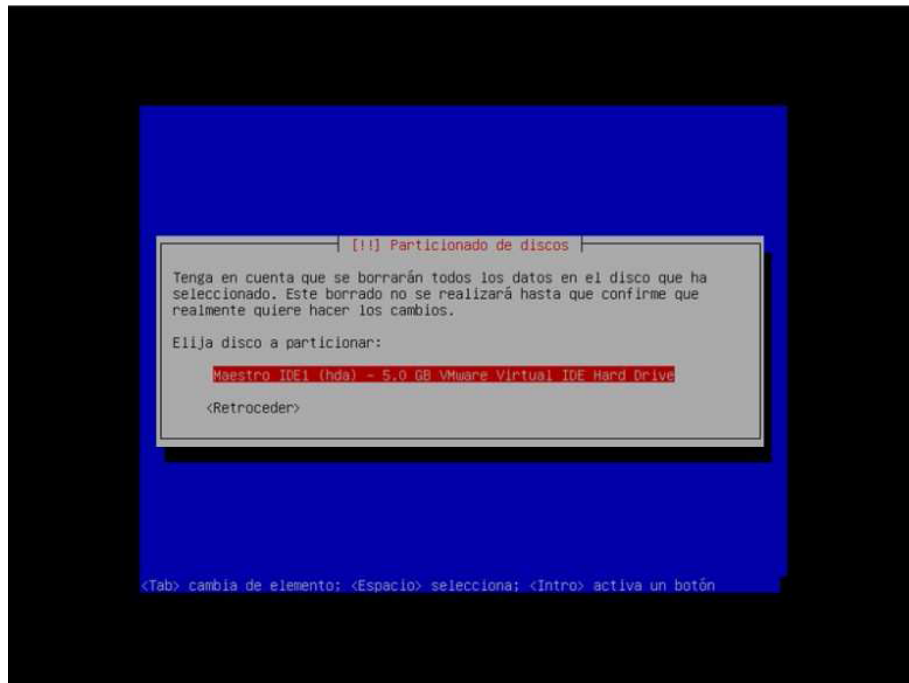 [!!] Particionado de discos
Tenga en cuenta que se borrarán todos los datos en el disco que ha
seleccionado. Este borrado no se realizará hasta que confirme que
realmente quiere hacer los cambios.
Elija disco a particionar:
Maestro IDE1 (hda) – 5.0 GB VMware Virtual IDE Hard Drive
<Retroceder>
<Tab> cambia de elemento; <Espacio> selecciona; <Intro> activa un botón